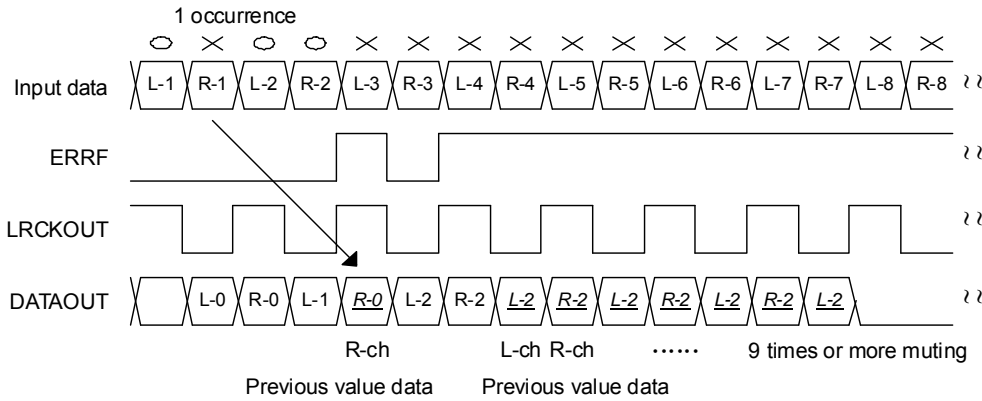 1 occurrence
Input data L-1 R-1 L-2 R-2 L-3 R-3 L-4 R-4 L-5 R-5 L-6 R-6 L-7 R-7 L-8 R-8
ERRF
LRCKOUT
DATAOUT L-0 R-0 L-1 R-0 L-2 R-2 L-2 R-2 L-2 R-2 L-2 R-2 L-2
R-ch L-ch R-ch ...... 9 times or more muting
Previous value data Previous value data